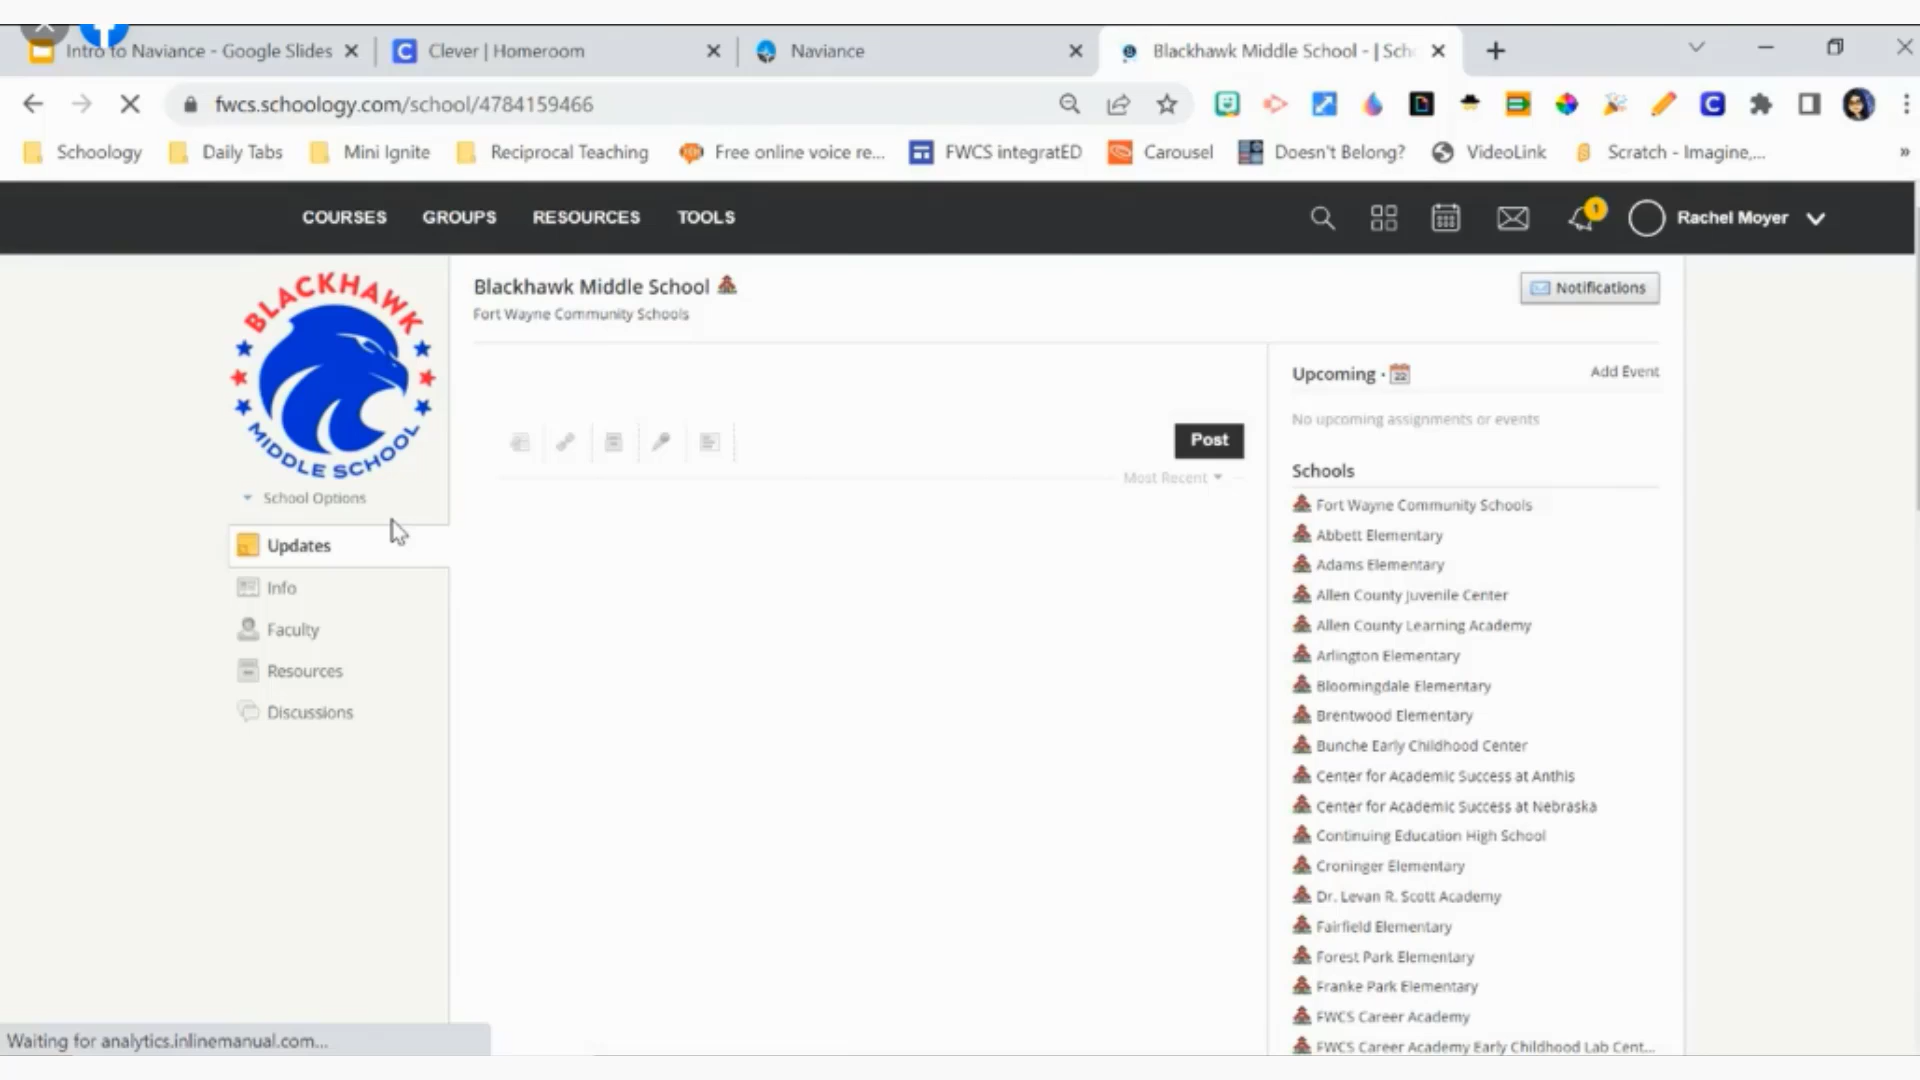 Intro to Naviance - Google Slides
Clever | Homeroom
Naviance
Blackhawk Middle School - | Sch
fwcs.schoology.com/school/4784159466
Schoology
Daily Tabs
Mini Ignite
Reciprocal Teaching
Free online voice re...
FWCS integratED
Carousel
Doesn't Belong?
VideoLink
Scratch - Imagine,...
»
COURSES
GROUPS
RESOURCES
TOOLS
1
Rachel Moyer
BLACKHAWK
MIDDLE SCHOOL
School Options
Updates
Info
Faculty
Resources
Discussions
Blackhawk Middle School
Fort Wayne Community Schools
Notifications
Post
Most Recent
Upcoming · 22
Add Event
No upcoming assignments or events
Schools
Fort Wayne Community Schools
Abbett Elementary
Adams Elementary
Allen County Juvenile Center
Allen County Learning Academy
Arlington Elementary
Bloomingdale Elementary
Brentwood Elementary
Bunche Early Childhood Center
Center for Academic Success at Anthis
Center for Academic Success at Nebraska
Continuing Education High School
Croninger Elementary
Dr. Levan R. Scott Academy
Fairfield Elementary
Forest Park Elementary
Franke Park Elementary
FWCS Career Academy
FWCS Career Academy Early Childhood Lab Cent...
Waiting for analytics.inlinemanual.com...